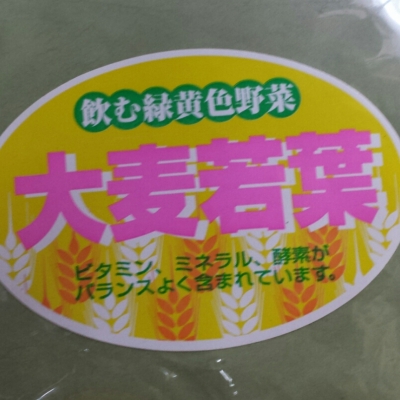 飲む緑黄色野菜
大麦若葉
ビタミン、ミネラル、酵素が
バランスよく含まれています。